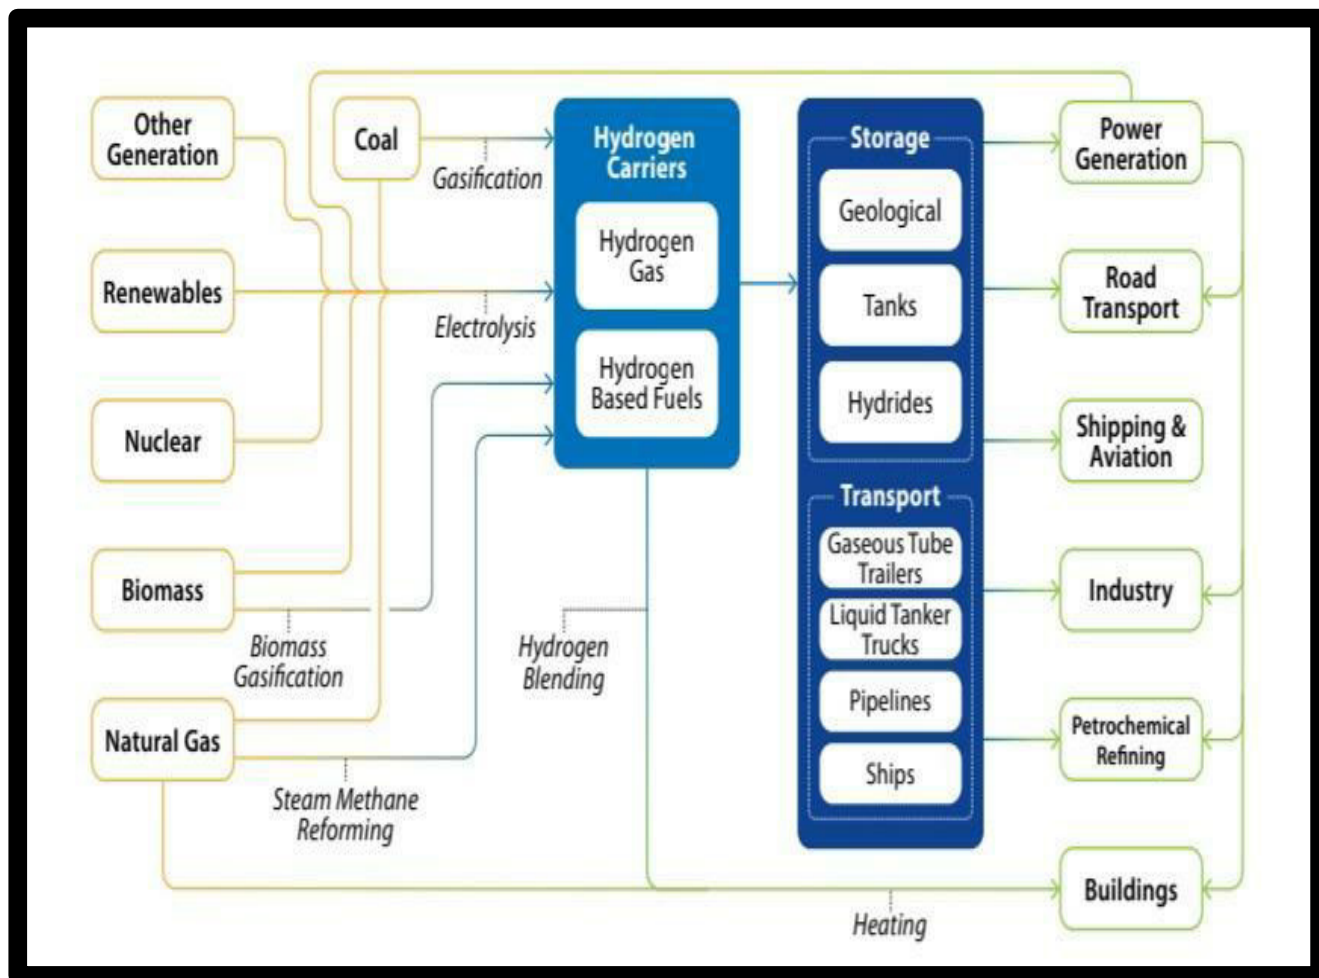 Other
Generation
Coal
Gasification
Renewables
Electrolysis
Nuclear
Biomass
Biomass
Gasification
Natural Gas
Steam Methane
Reforming
Hydrogen
Carriers
Hydrogen
Gas
Hydrogen
Based Fuels
Hydrogen
Blending
Storage
Geological
Tanks
Hydrides
Transport
Gaseous Tube
Trailers
Liquid Tanker
Trucks
Pipelines
Ships
Power
Generation
Road
Transport
Shipping &
Aviation
Industry
Petrochemical
Refining
Buildings
Heating